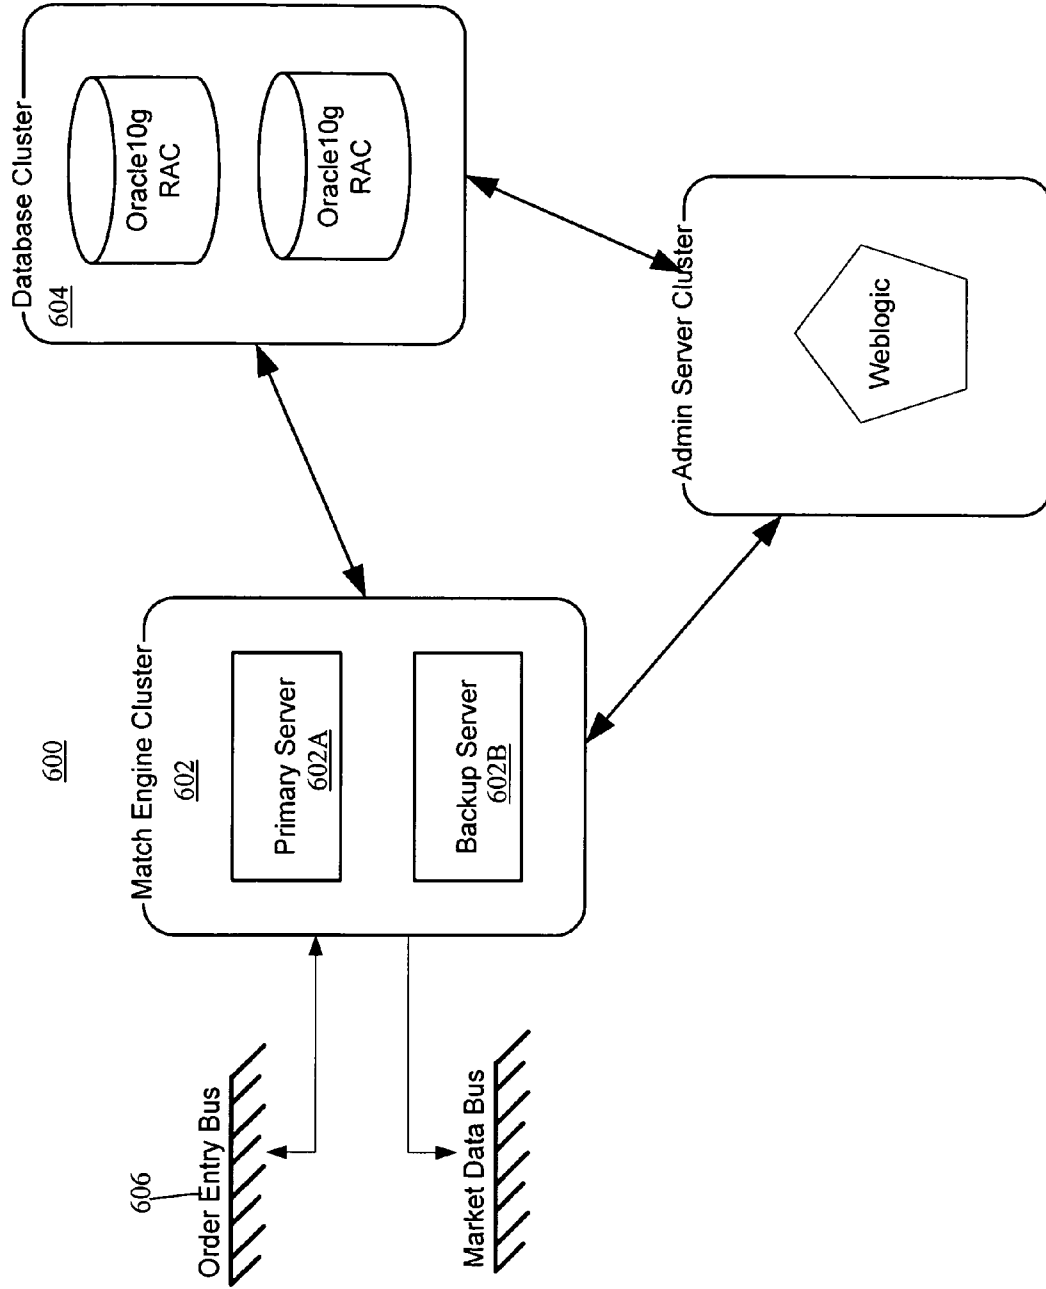 600
Match Engine Cluster
602
Primary Server
602A
Backup Server
602B
Database Cluster
604
Oracle10g
RAC
Oracle10g
RAC
Admin Server Cluster
Weblogic
606
Order Entry Bus
Market Data Bus